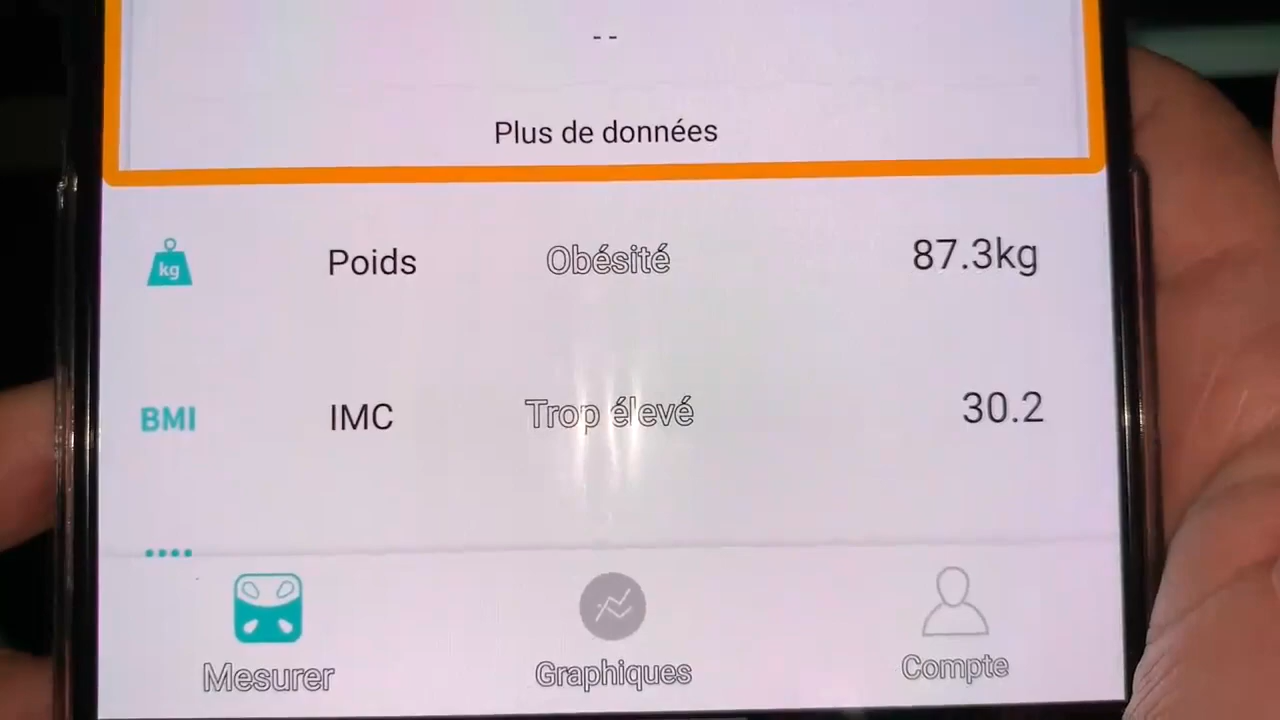 --
Plus de données
kg Poids Obésité 87.3kg
BMI IMC Trop élevé 30.2
Mesurer Graphiques Compte